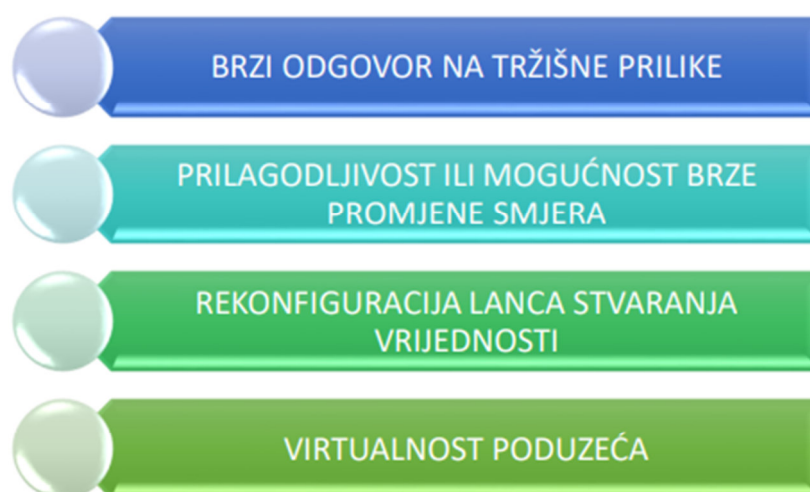 BRZI ODGOVOR NA TRŽIŠNE PRILIKE
PRILAGODLJIVOST ILI MOGUĆNOST BRZE
PROMJENE SMJERA
REKONFIGURACIJA LANCA STVARANJA
VRIJEDNOSTI
VIRTUALNOST PODUZEĆA